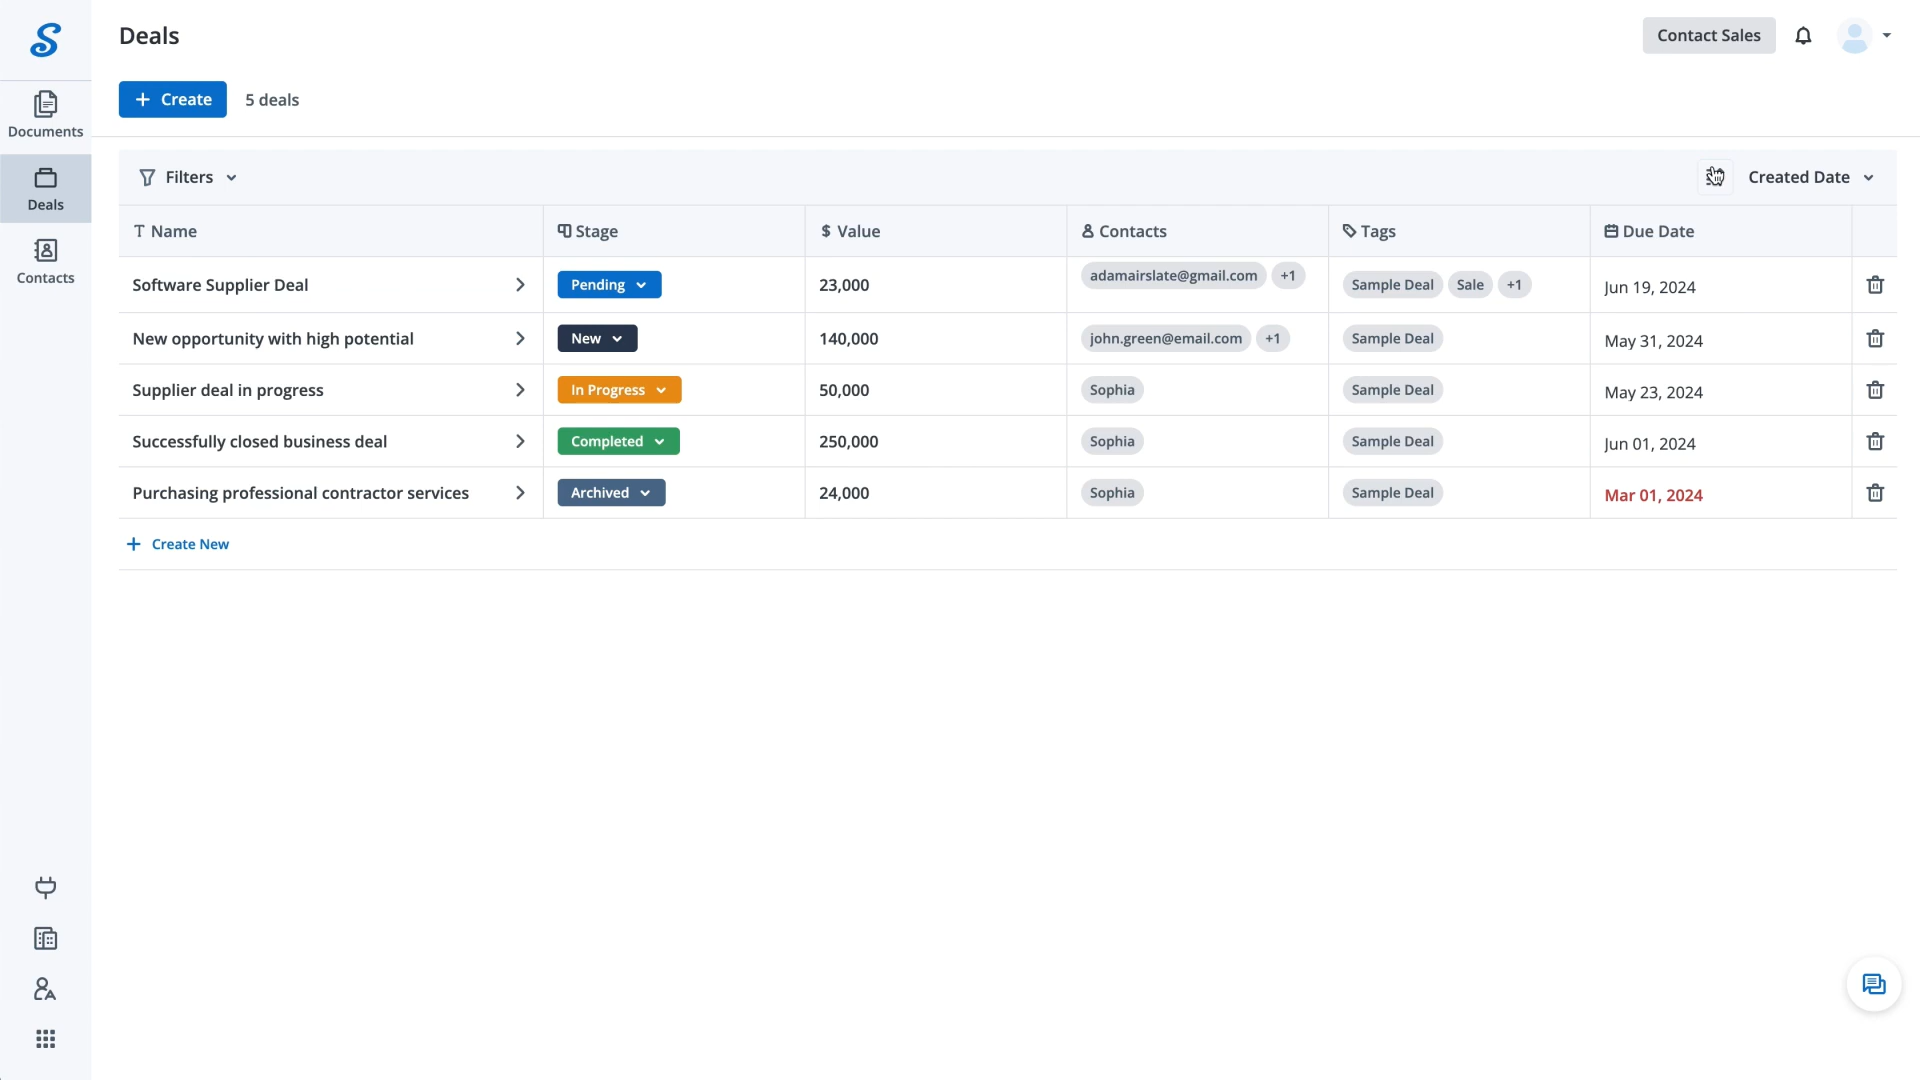 Deals
Contact Sales
Create
5 deals
Documents
Deals
Contacts
Filters
Created Date
Name Stage Value Contacts Tags Due Date
Software Supplier Deal Pending 23,000 adamairslate@gmail.com +1 Sample Deal Sale +1 Jun 19, 2024
New opportunity with high potential New 140,000 john.green@email.com +1 Sample Deal May 31, 2024
Supplier deal in progress In Progress 50,000 Sophia Sample Deal May 23, 2024
Successfully closed business deal Completed 250,000 Sophia Sample Deal Jun 01, 2024
Purchasing professional contractor services Archived 24,000 Sophia Sample Deal Mar 01, 2024
Create New